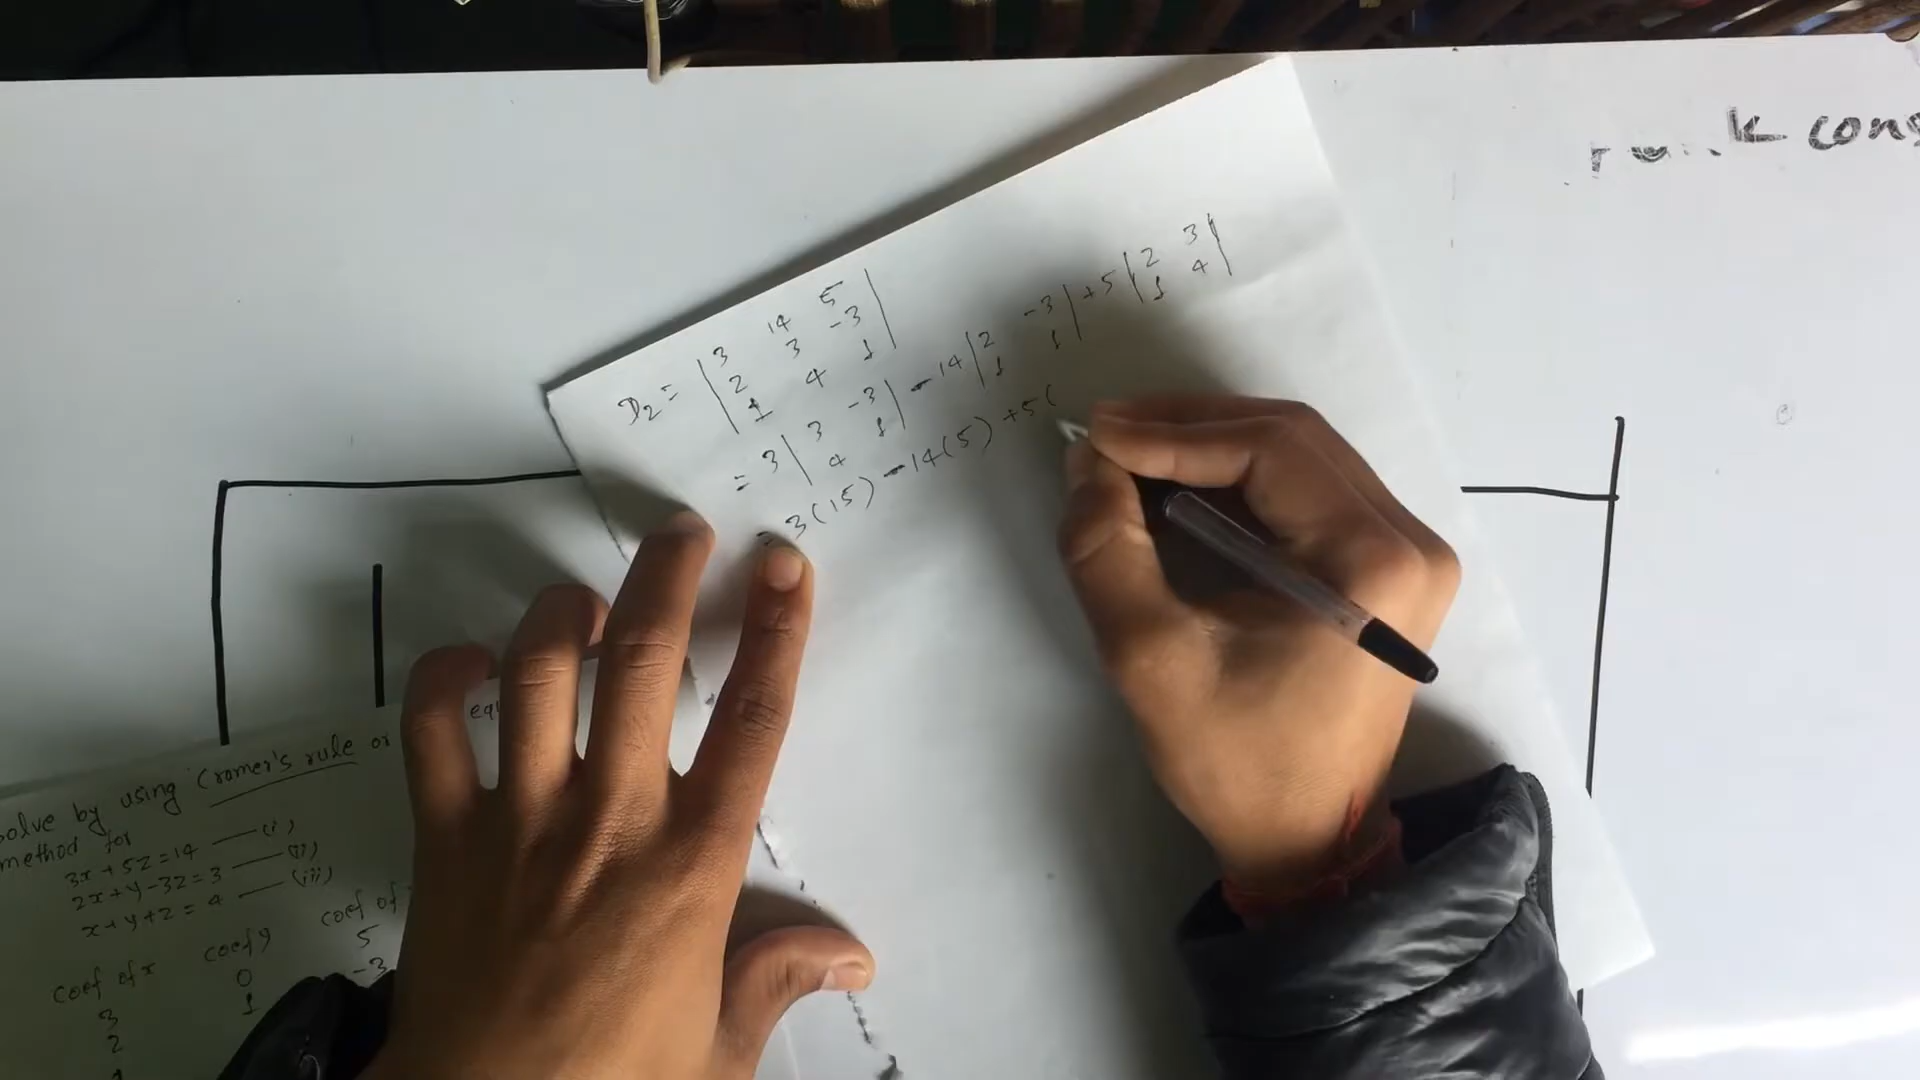 k cons
D2 = | 3 14 5 |
| 2 3 -3 |
| 1 4 1 |
= 3 | 3 -3 | - 14 | 2 -3 | + 5 | 2 3 |
| 4 1 | | 1 1 | | 1 4 |
= 3(15) - 14(5) + 5(
equ
solve by using Cromer's rule or
method for
3x+5z=14 —(i)
2x+y-3z=3 —(ii)
x+y+z=4 —(iii)
coef of x coef y coef of
3 0 5
2 1 -3